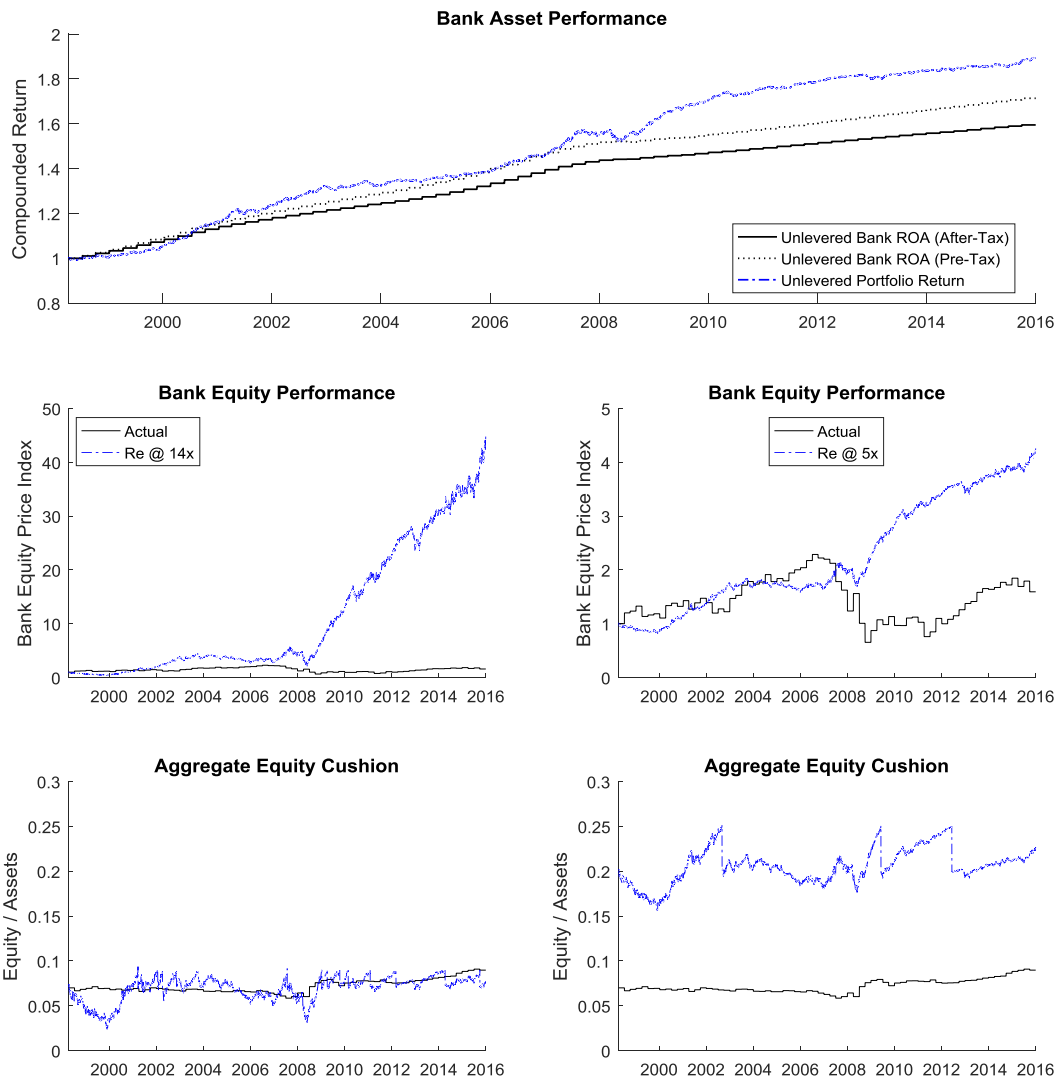 Bank Asset Performance
Compounded Return
2
1.8
1.6
1.4
1.2
1
0.8
Unlevered Bank ROA (After-Tax)
Unlevered Bank ROA (Pre-Tax)
Unlevered Portfolio Return
2000 2002 2004 2006 2008 2010 2012 2014 2016
Bank Equity Performance
Bank Equity Price Index
50
40
30
20
10
0
Actual
Re @ 14x
2000 2002 2004 2006 2008 2010 2012 2014 2016
Bank Equity Performance
Bank Equity Price Index
5
4
3
2
1
0
Actual
Re @ 5x
2000 2002 2004 2006 2008 2010 2012 2014 2016
Aggregate Equity Cushion
Equity / Assets
0.3
0.25
0.2
0.15
0.1
0.05
0
2000 2002 2004 2006 2008 2010 2012 2014 2016
Aggregate Equity Cushion
Equity / Assets
0.3
0.25
0.2
0.15
0.1
0.05
0
2000 2002 2004 2006 2008 2010 2012 2014 2016